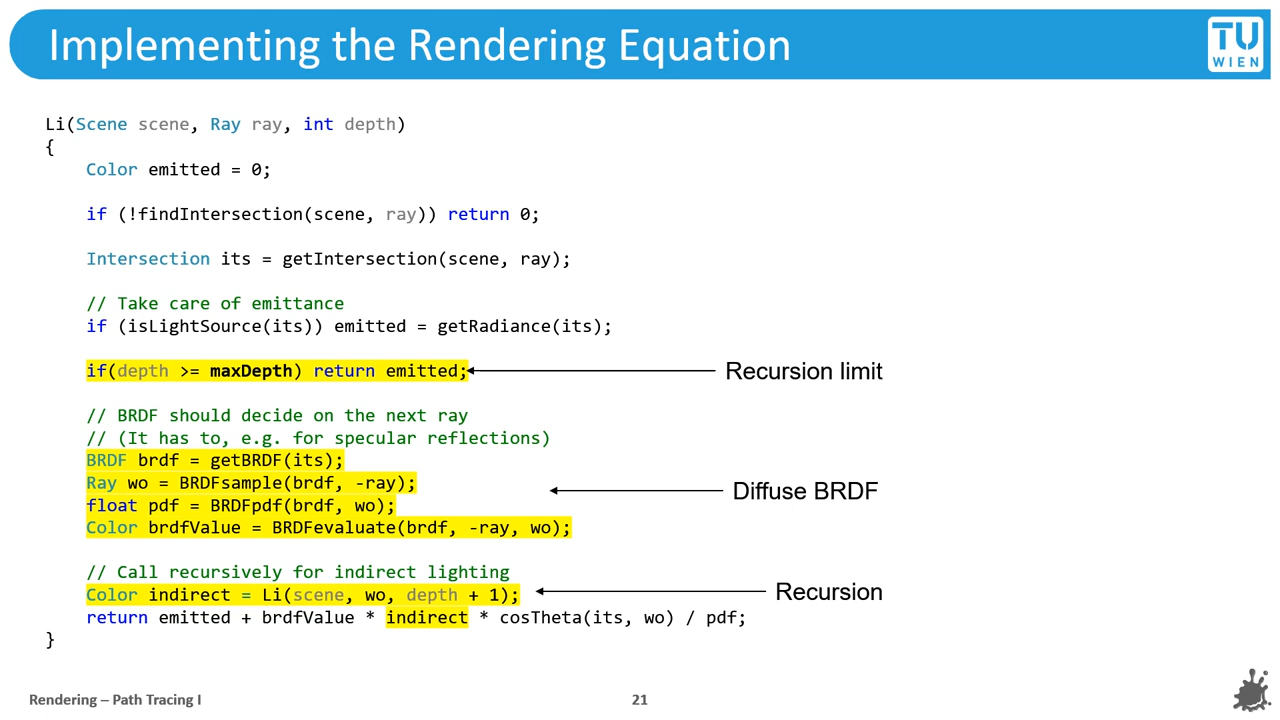 Implementing the Rendering Equation
TU
WIEN
Li(Scene scene, Ray ray, int depth)
{
Color emitted = 0;
if (!findIntersection(scene, ray)) return 0;
Intersection its = getIntersection(scene, ray);
// Take care of emittance
if (isLightSource(its)) emitted = getRadiance(its);
if(depth >= maxDepth) return emitted;
Recursion limit
// BRDF should decide on the next ray
// (It has to, e.g. for specular reflections)
BRDF brdf = getBRDF(its);
Ray wo = BRDFsample(brdf, -ray);
Diffuse BRDF
float pdf = BRDFpdf(brdf, wo);
Color brdfValue = BRDFevaluate(brdf, -ray, wo);
// Call recursively for indirect lighting
Color indirect = Li(scene, wo, depth + 1);
Recursion
return emitted + brdfValue * indirect * cosTheta(its, wo) / pdf;
}
Rendering – Path Tracing I
21